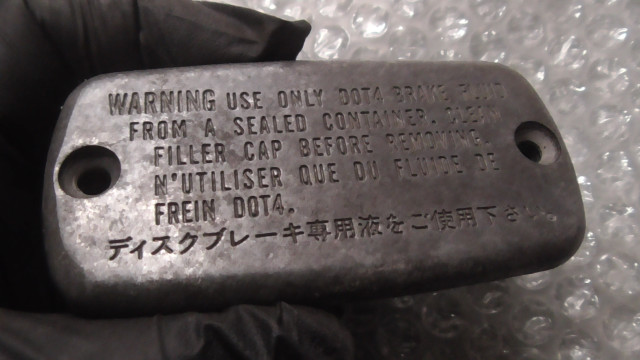 WARNING USE ONLY DOT4 BRAKE FLUID
FROM A SEALED CONTAINER. CLEAN
FILLER CAP BEFORE REMOVING.
N'UTILISER QUE DU FLUIDE DE
FREIN DOT4.
ディスクブレーキ専用液をご使用下さい。